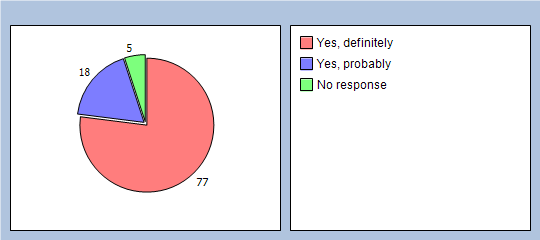 5
18
77
Yes, definitely
Yes, probably
No response